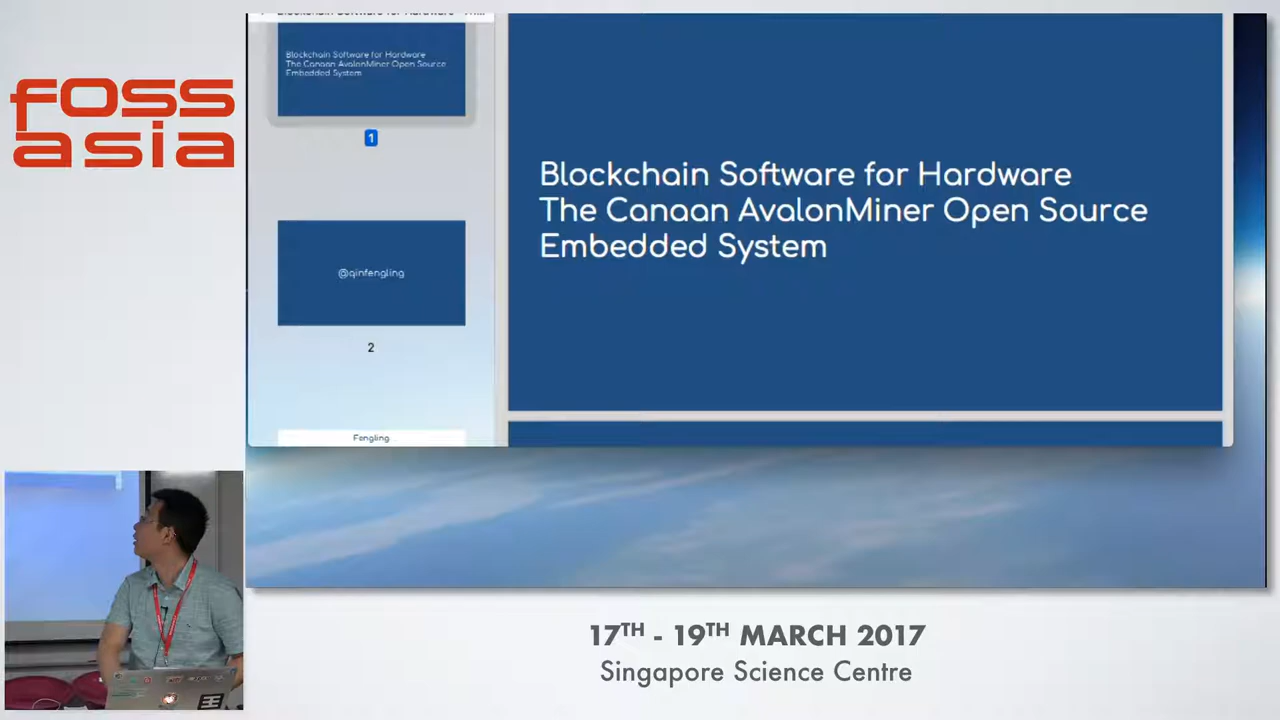 foss
asia
Blockchain Software for Hardware
The Canaan AvalonMiner Open Source
Embedded System
1
@qinfengling
2
Fengling
Blockchain Software for Hardware
The Canaan AvalonMiner Open Source
Embedded System
17TH - 19TH MARCH 2017
Singapore Science Centre